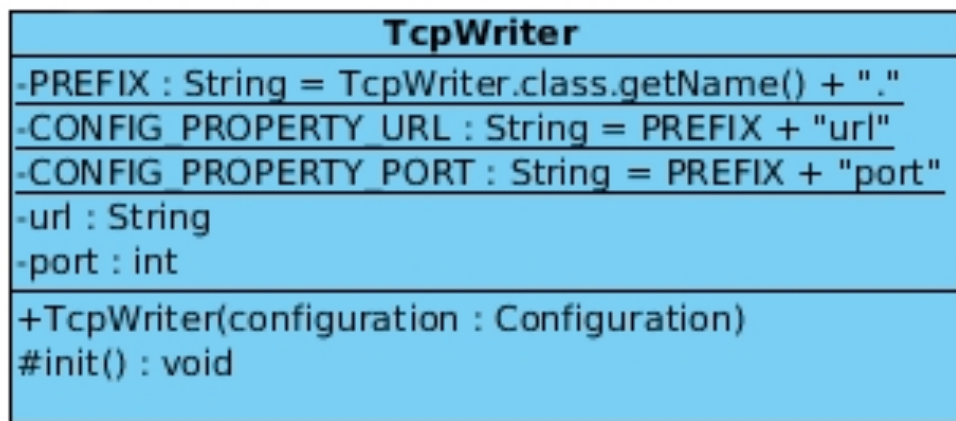 TcpWriter
-PREFIX : String = TcpWriter.class.getName() + "."
-CONFIG_PROPERTY_URL : String = PREFIX + "url"
-CONFIG_PROPERTY_PORT : String = PREFIX + "port"
-url : String
-port : int
+TcpWriter(configuration : Configuration)
#init() : void